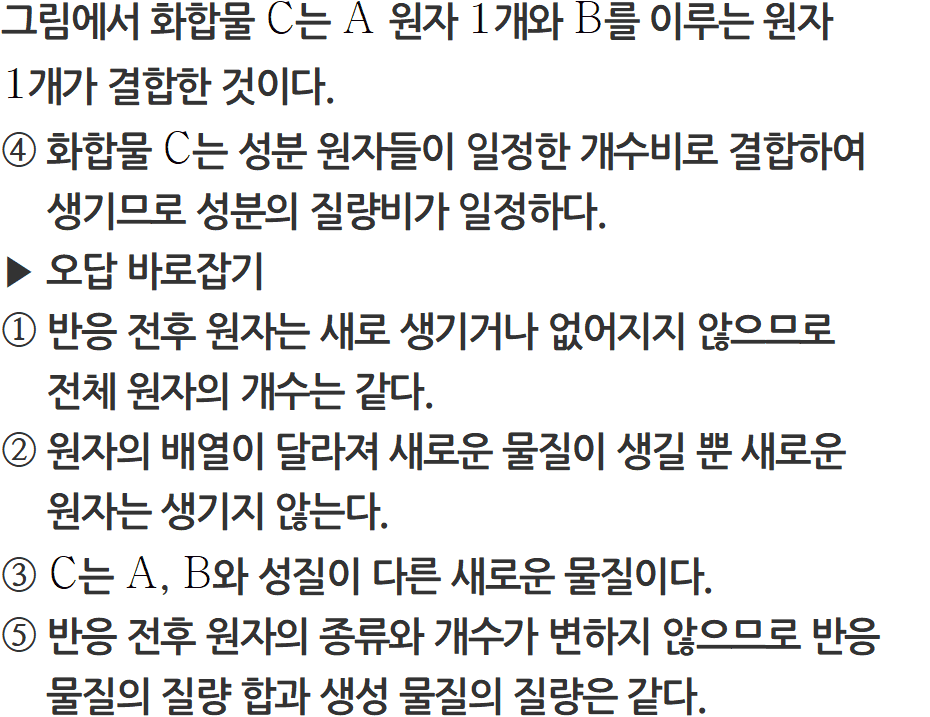 그림에서 화합물 C는 A 원자 1개와 B를 이루는 원자
1개가 결합한 것이다.
④ 화합물 C는 성분 원자들이 일정한 개수비로 결합하여
생기므로 성분의 질량비가 일정하다.
▶ 오답 바로잡기
① 반응 전후 원자는 새로 생기거나 없어지지 않으므로
전체 원자의 개수는 같다.
② 원자의 배열이 달라져 새로운 물질이 생길 뿐 새로운
원자는 생기지 않는다.
③ C는 A, B와 성질이 다른 새로운 물질이다.
⑤ 반응 전후 원자의 종류와 개수가 변하지 않으므로 반응
물질의 질량 합과 생성 물질의 질량은 같다.